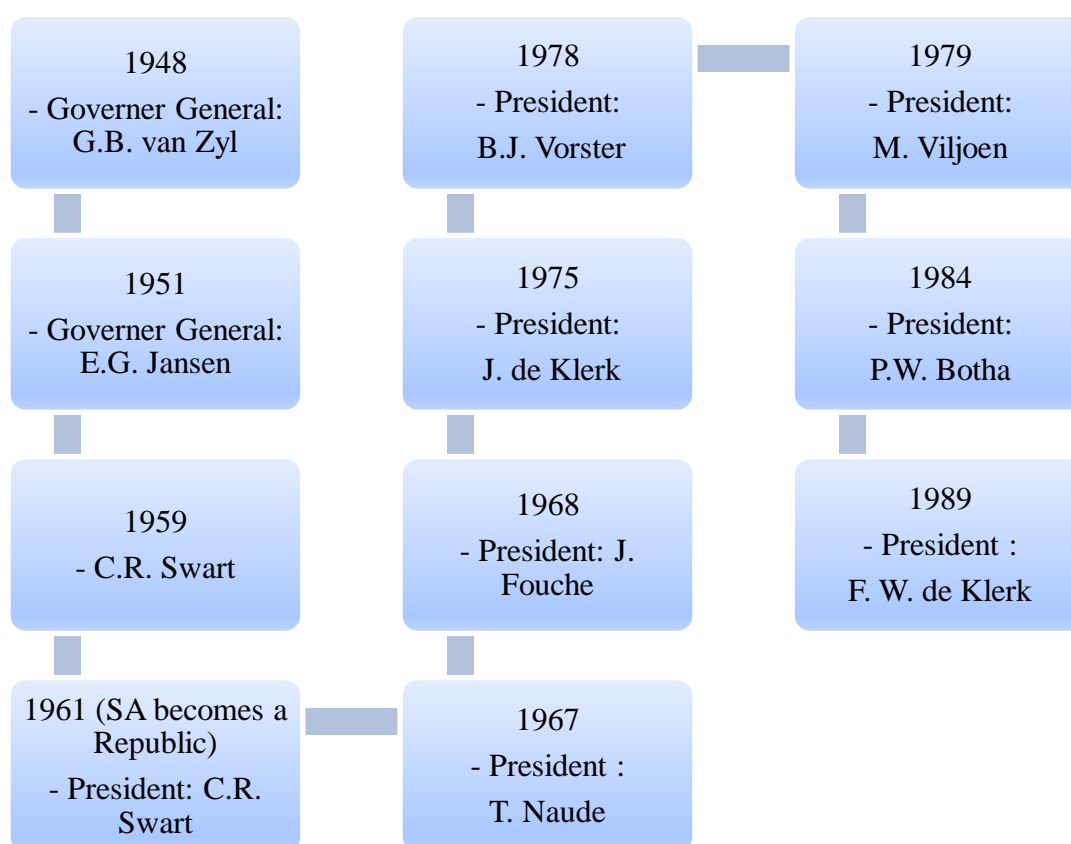 1948
- Governer General:
G.B. van Zyl
1951
- Governer General:
E.G. Jansen
1959
- C.R. Swart
1961 (SA becomes a
Republic)
- President: C.R.
Swart
1967
- President :
T. Naude
1968
- President: J.
Fouche
1975
- President:
J. de Klerk
1978
- President:
B.J. Vorster
1979
- President:
M. Viljoen
1984
- President:
P.W. Botha
1989
- President :
F. W. de Klerk